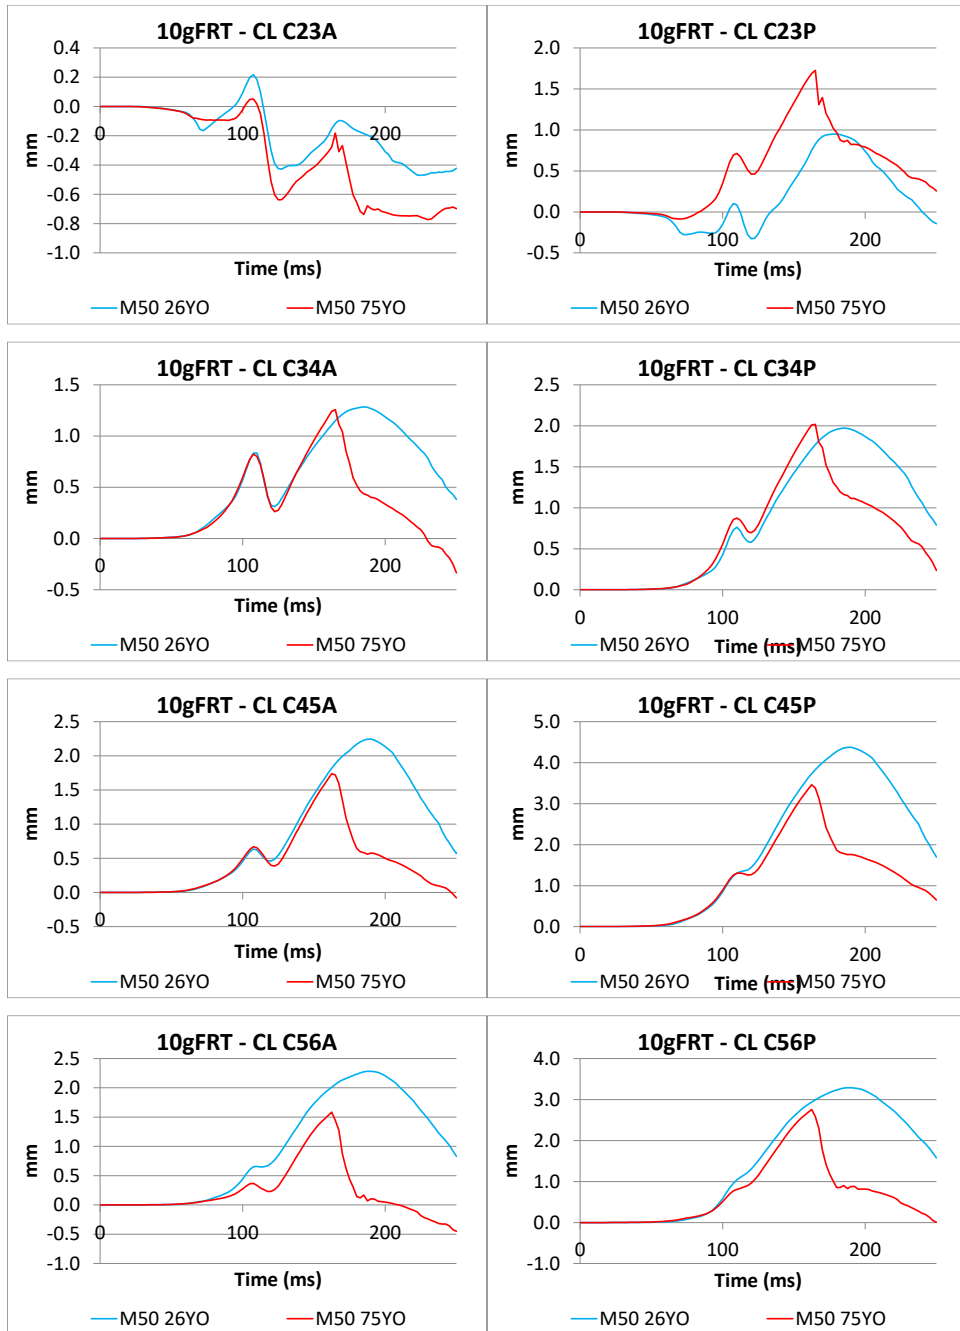 10gFRT - CL C23A
0.4
0.2
0.0
-0.2
-0.4
-0.6
-0.8
-1.0
0
100
200
mm
Time (ms)
M50 26YO M50 75YO
10gFRT - CL C23P
2.0
1.5
1.0
0.5
0.0
-0.5
0
100
200
mm
Time (ms)
M50 26YO M50 75YO
10gFRT - CL C34A
1.5
1.0
0.5
0.0
-0.5
0
100
200
mm
Time (ms)
M50 26YO M50 75YO
10gFRT - CL C34P
2.5
2.0
1.5
1.0
0.5
0.0
0
100
200
mm
Time (ms)
M50 26YO M50 75YO
10gFRT - CL C45A
2.5
2.0
1.5
1.0
0.5
0.0
-0.5
0
100
200
mm
Time (ms)
M50 26YO M50 75YO
10gFRT - CL C45P
5.0
4.0
3.0
2.0
1.0
0.0
0
100
200
mm
Time (ms)
M50 26YO M50 75YO
10gFRT - CL C56A
2.5
2.0
1.5
1.0
0.5
0.0
-0.5
-1.0
0
100
200
mm
Time (ms)
M50 26YO M50 75YO
10gFRT - CL C56P
4.0
3.0
2.0
1.0
0.0
-1.0
0
100
200
mm
Time (ms)
M50 26YO M50 75YO